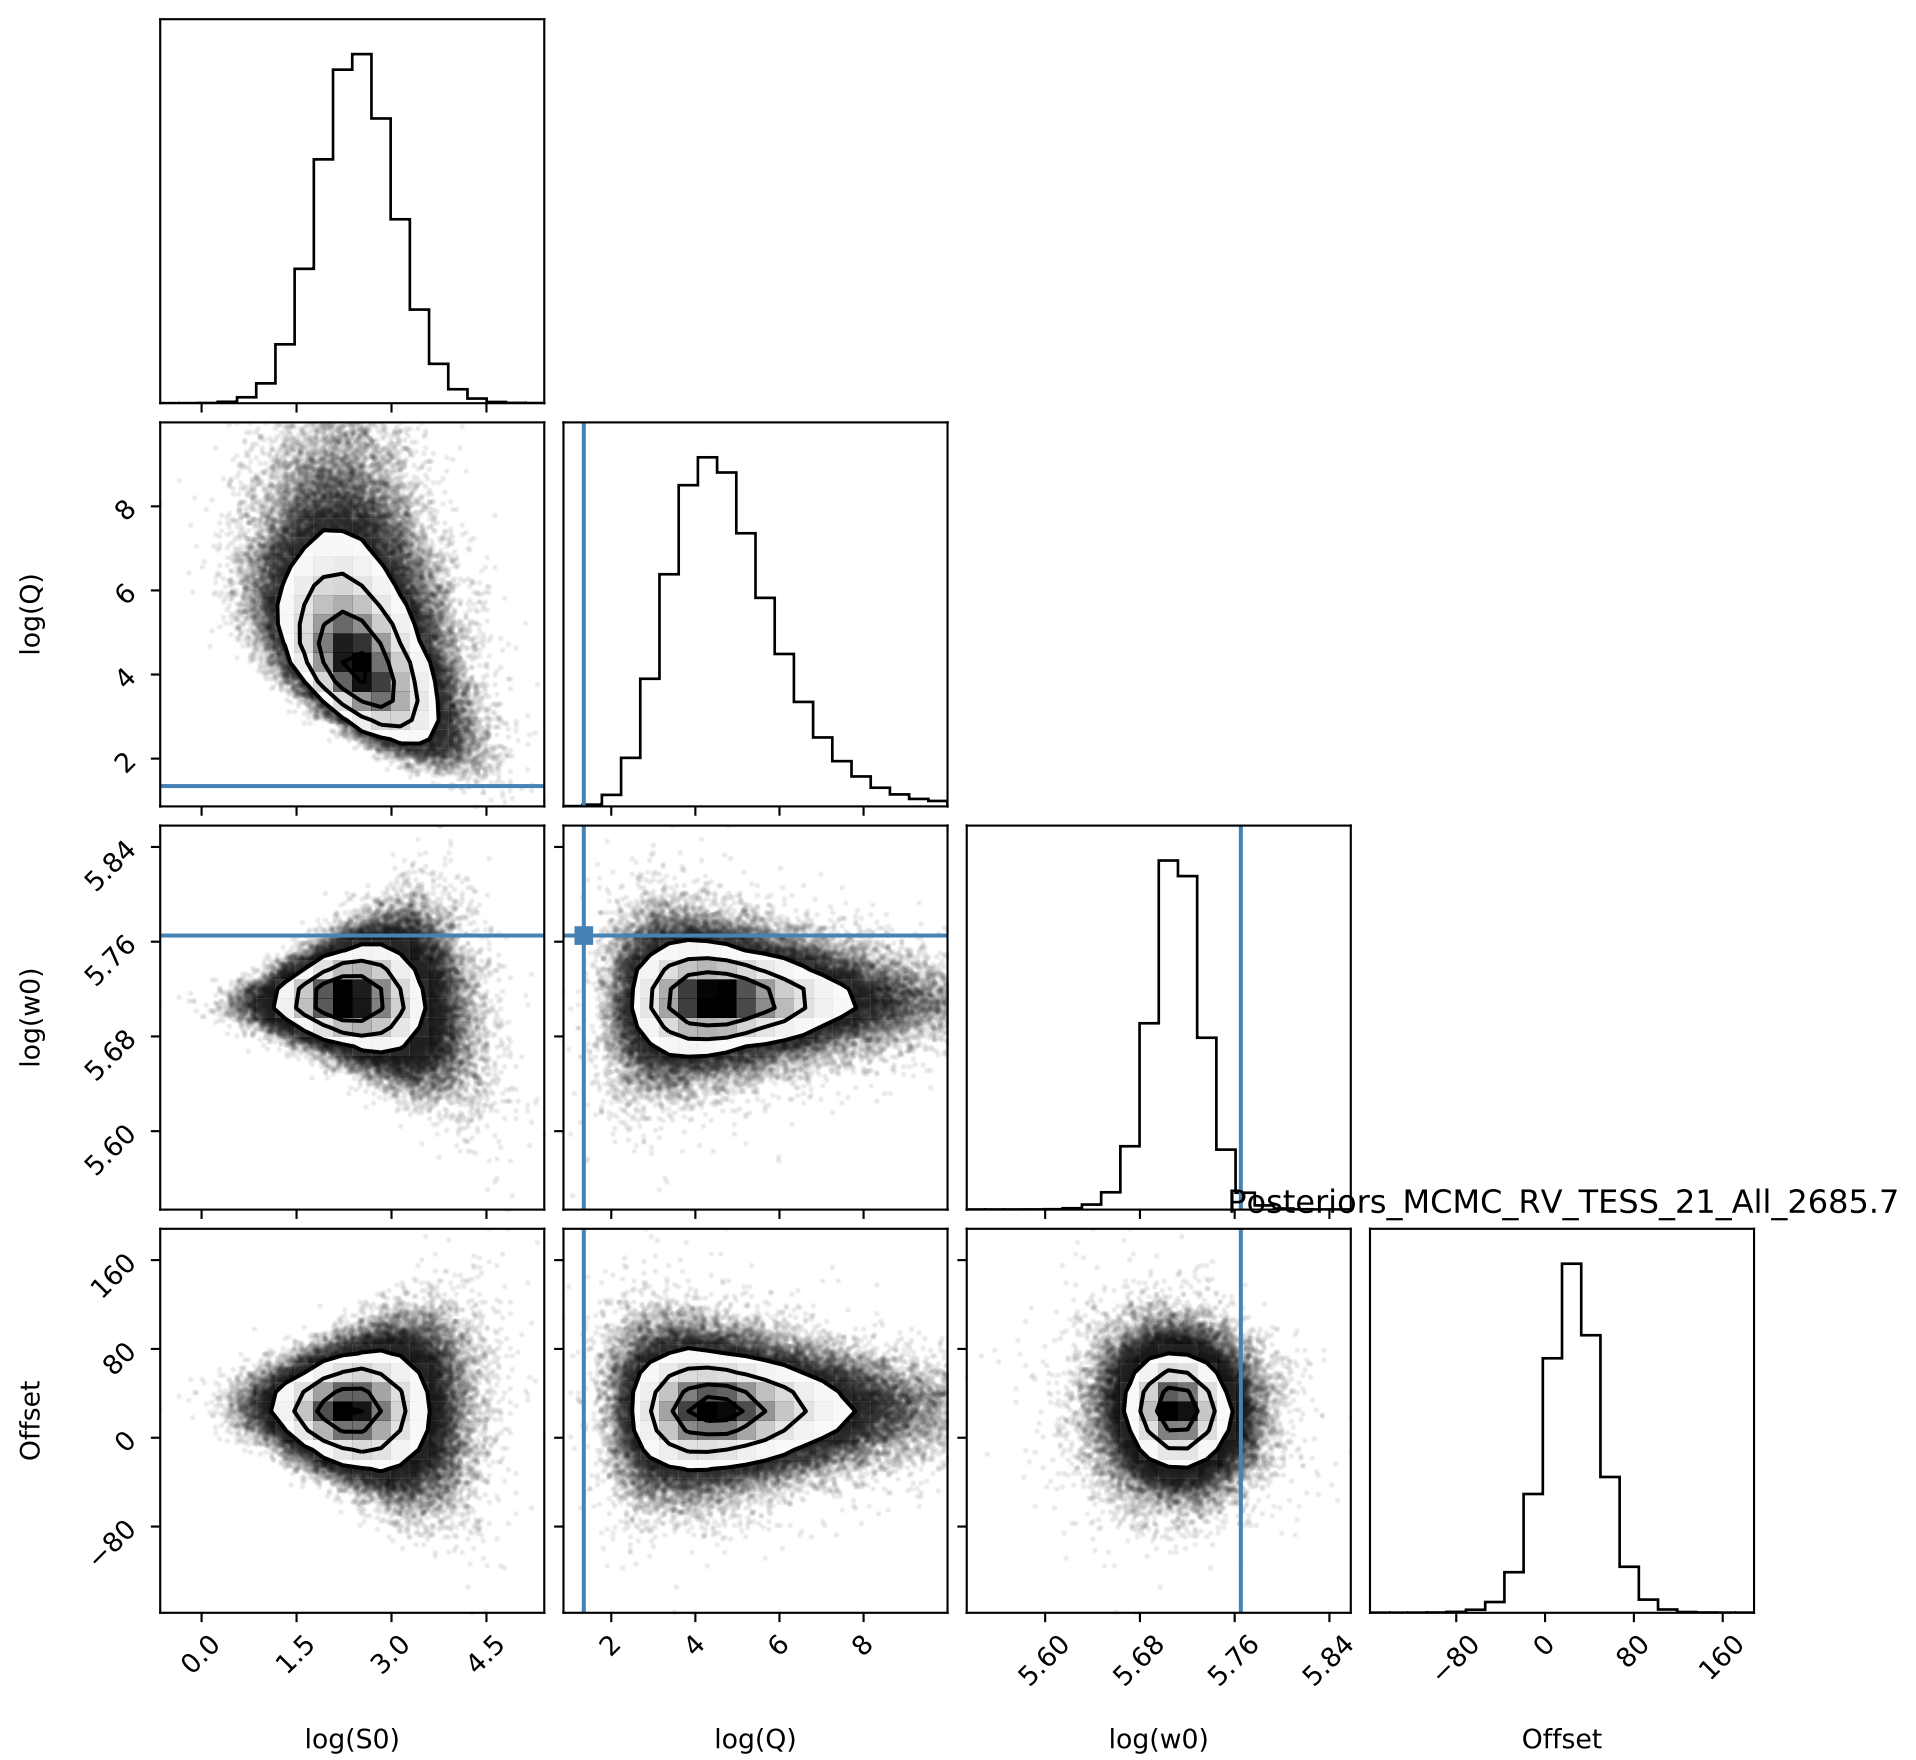 log(Q)
8
6
4
2
log(w0)
5.84
5.76
5.68
5.60
Posteriors_MCMC_RV_TESS_21_All_2685.7
Offset
160
80
0
−80
0.0 1.5 3.0 4.5 2 4 6 8 5.60 5.68 5.76 5.84 −80 0 80 160
log(S0) log(Q) log(w0) Offset